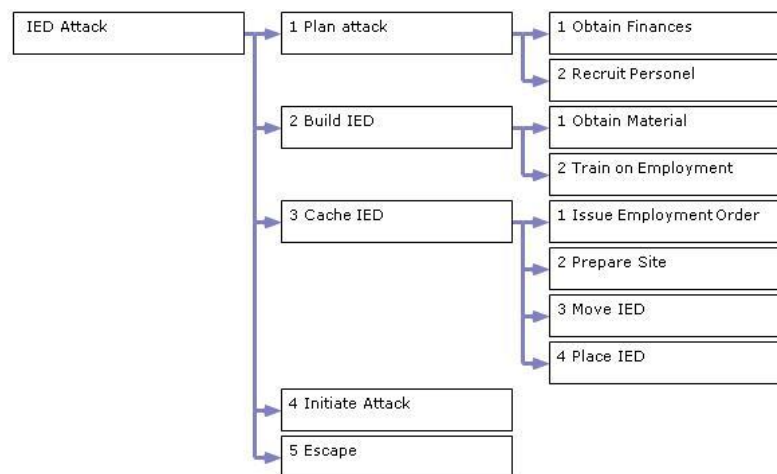 IED Attack
1 Plan attack
1 Obtain Finances
2 Recruit Personel
2 Build IED
1 Obtain Material
2 Train on Employment
3 Cache IED
1 Issue Employment Order
2 Prepare Site
3 Move IED
4 Place IED
4 Initiate Attack
5 Escape